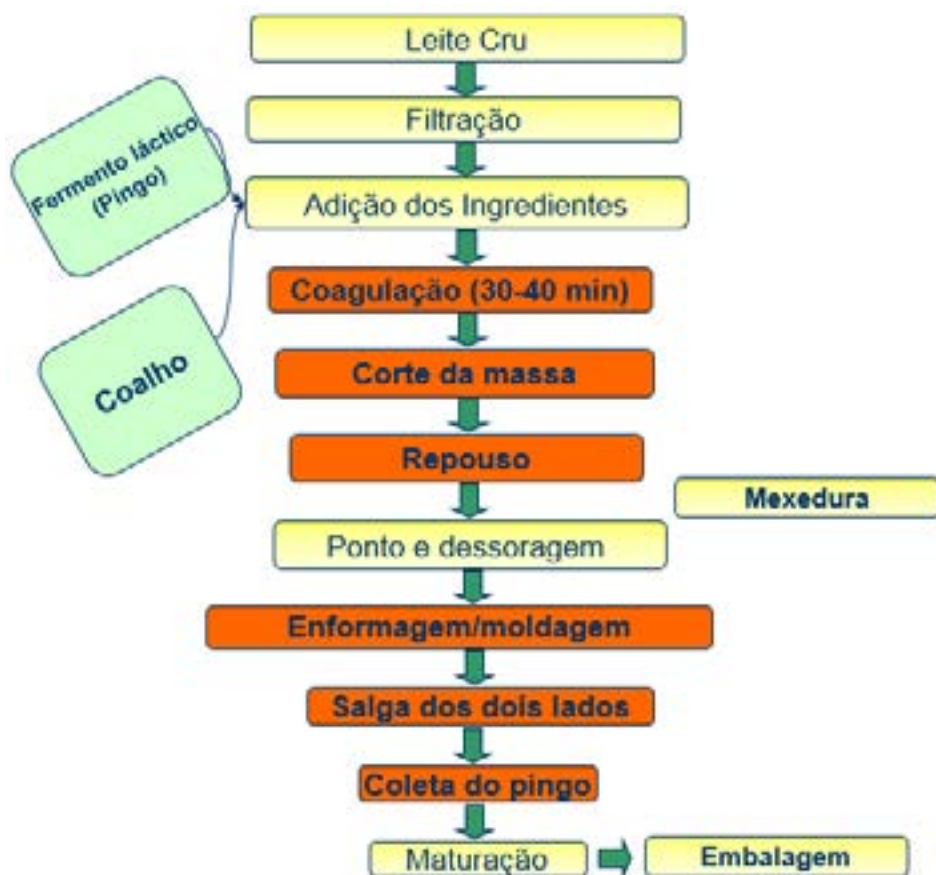 Leite Cru
Filtração
Fermento láctico
(Pingo)
Adição dos Ingredientes
Coalho
Coagulação (30-40 min)
Corte da massa
Repouso
Mexedura
Ponto e dessoragem
Enformagem/moldagem
Salga dos dois lados
Coleta do pingo
Maturação
Embalagem